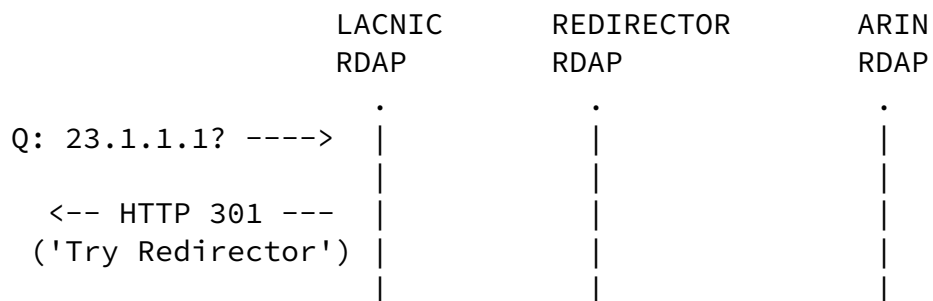 LACNIC REDIRECTOR ARIN
RDAP RDAP RDAP
. . .
Q: 23.1.1.1? ----> | | |
| | |
<-- HTTP 301 --- | | |
('Try Redirector') | | |
| | |